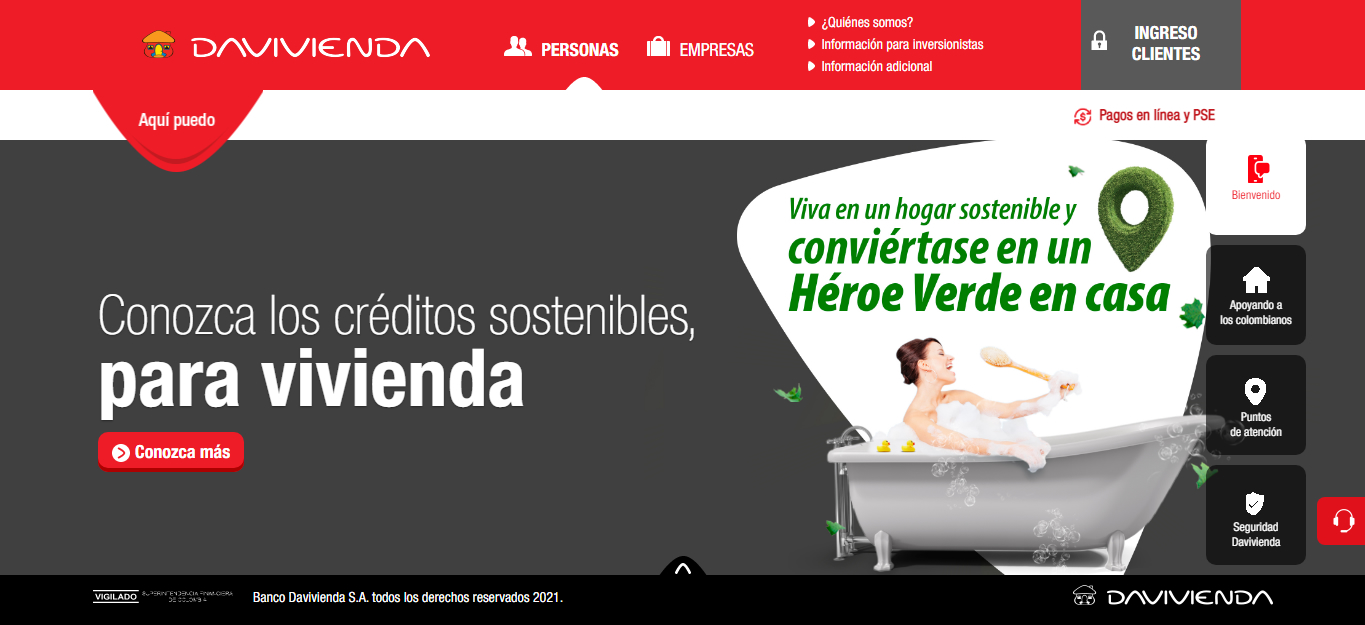 DAVIVIENDA
PERSONAS
EMPRESAS
¿Quiénes somos?
Información para inversionistas
Información adicional
INGRESO
CLIENTES
Aquí puedo
Pagos en línea y PSE
Bienvenido
Viva en un hogar sostenible y
conviértase en un
Héroe Verde en casa
Conozca los créditos sostenibles,
para vivienda
Conozca más
Apoyando a
los colombianos
Puntos
de atención
Seguridad
Davivienda
VIGILADO
SUPERINTENDENCIA FINANCIERA
DE COLOMBIA
Banco Davivienda S.A. todos los derechos reservados 2021.
DAVIVIENDA